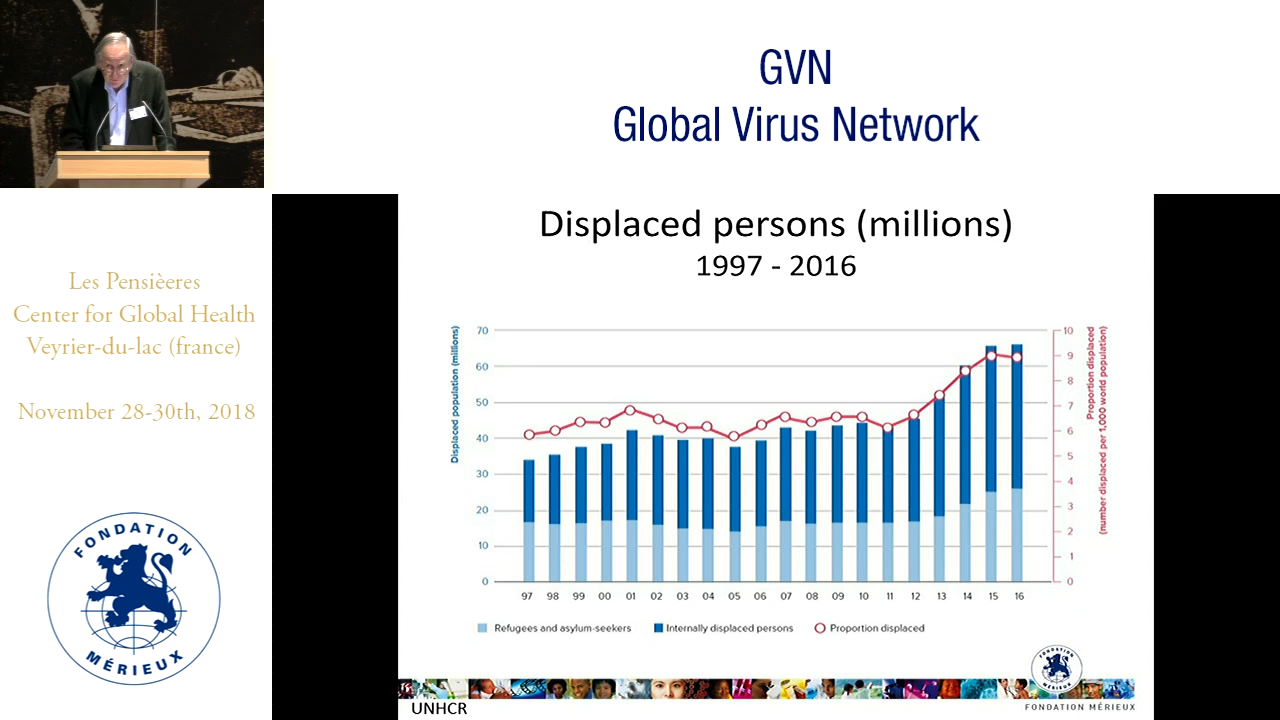 GVN
Global Virus Network
Les Pensièeres
Center for Global Health
Veyrier-du-lac (france)
November 28-30th, 2018
FONDATION
MÉRIEUX
Displaced persons (millions)
1997 - 2016
Displaced population (millions)
70
60
50
40
30
20
10
0
10
9
8
7
6
5
4
3
2
1
0
Proportion displaced
(number displaced per 1,000 world population)
97 98 99 00 01 02 03 04 05 06 07 08 09 10 11 12 13 14 15 16
Refugees and asylum-seekers Internally displaced persons Proportion displaced
FONDATION
MÉRIEUX
FONDATION MÉRIEUX
UNHCR